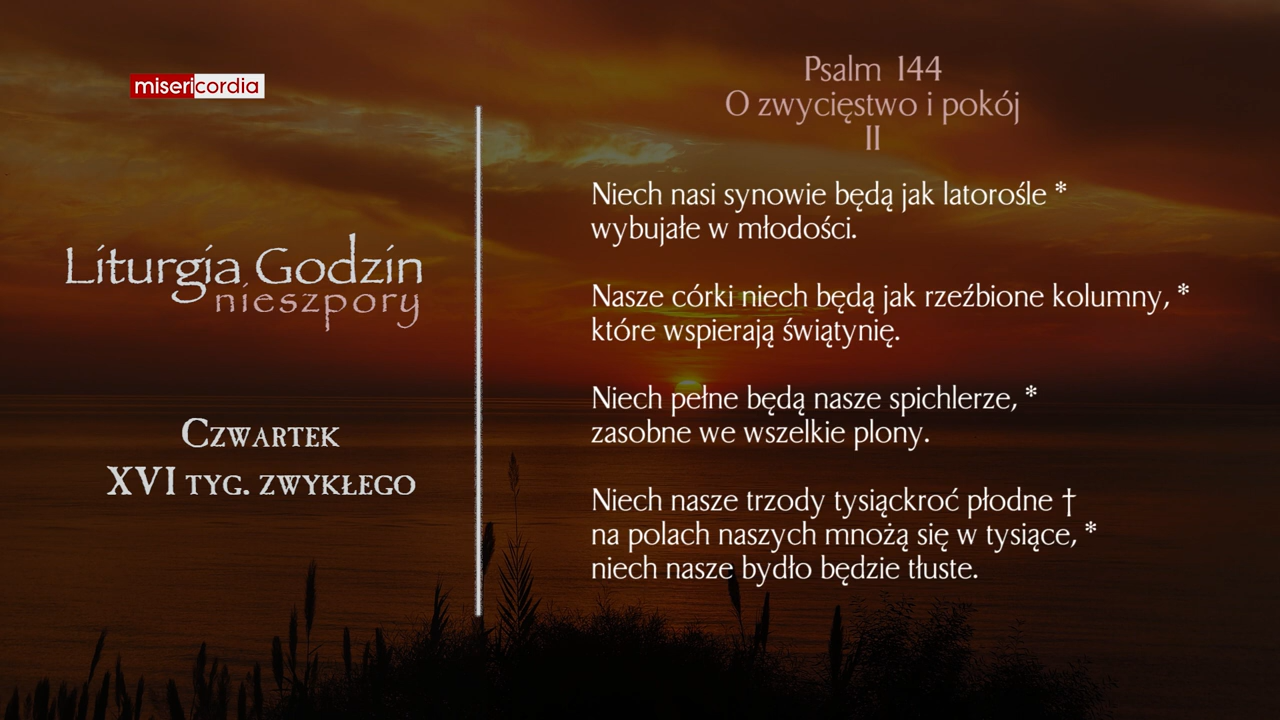 misericordia
Liturgia Godzin
nieszpory
Czwartek
XVI tyg. zwykłego
Psalm 144
O zwycięstwo i pokój
II
Niech nasi synowie będą jak latorośle *
wybujałe w młodości.
Nasze córki niech będą jak rzeźbione kolumny, *
które wspierają świątynię.
Niech pełne będą nasze spichlerze, *
zasobne we wszelkie plony.
Niech nasze trzody tysiąckroć płodne †
na polach naszych mnożą się w tysiące, *
niech nasze bydło będzie tłuste.